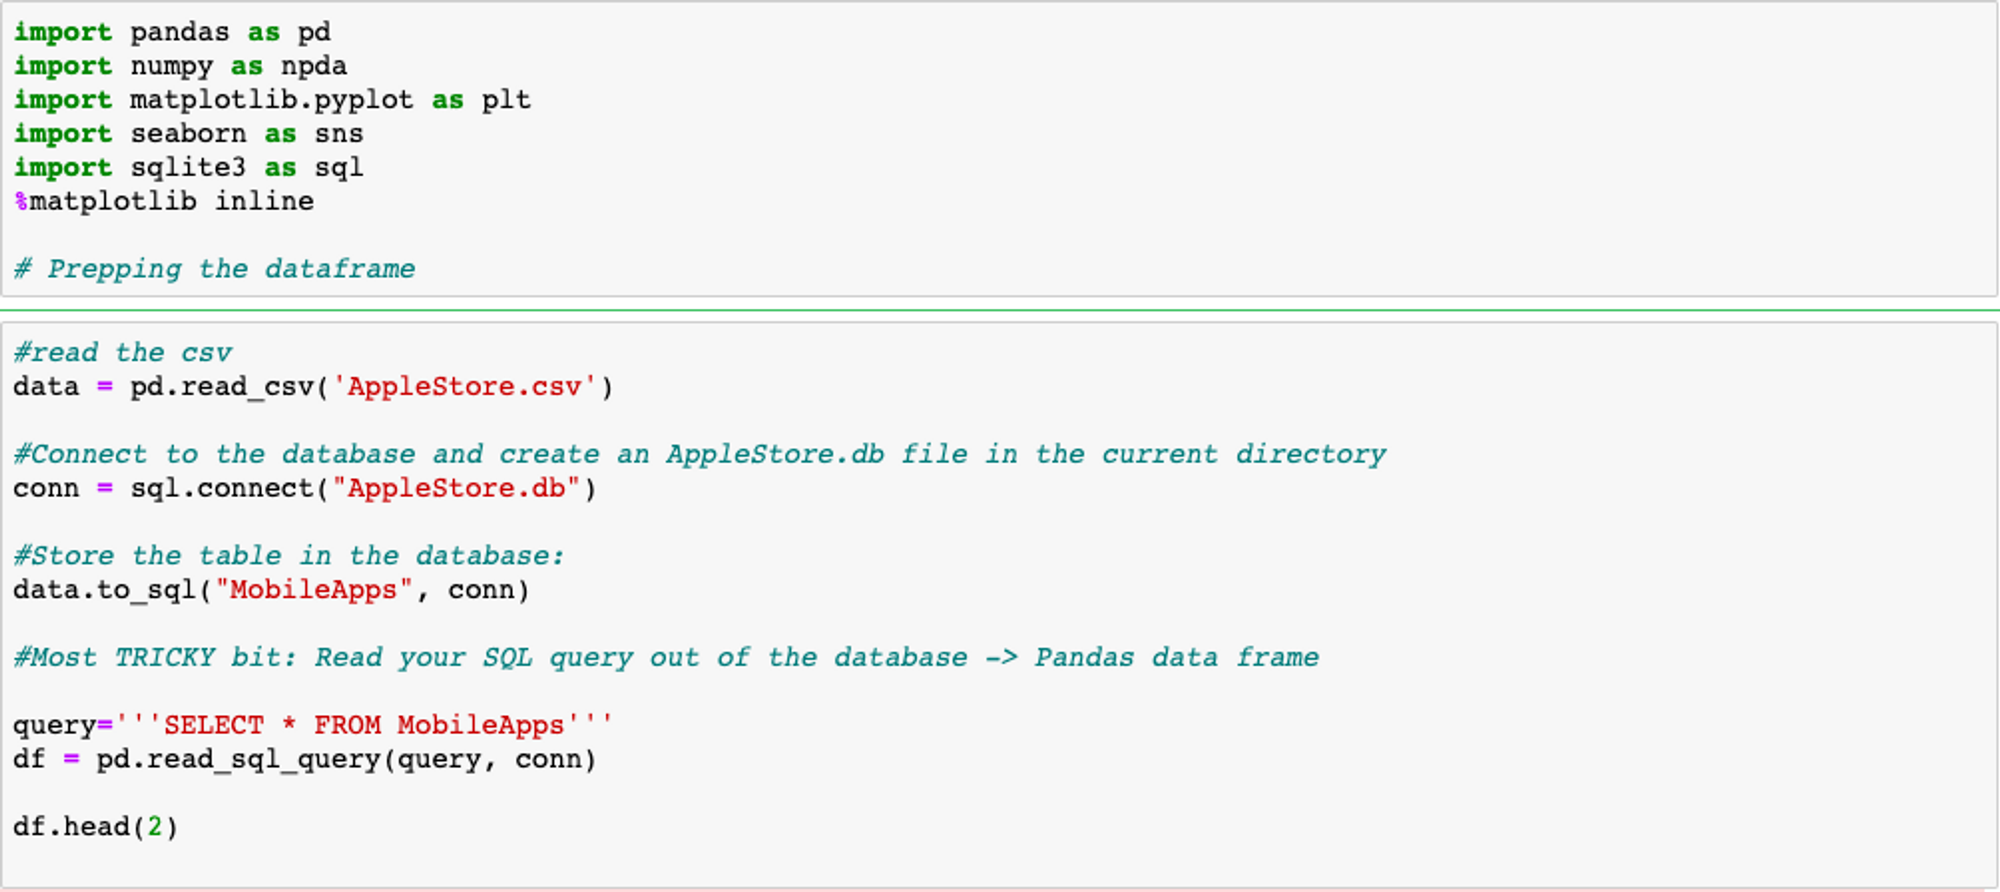 import pandas as pd
import numpy as npda
import matplotlib.pyplot as plt
import seaborn as sns
import sqlite3 as sql
%matplotlib inline
# Prepping the dataframe
#read the csv
data = pd.read_csv('AppleStore.csv')
#Connect to the database and create an AppleStore.db file in the current directory
conn = sql.connect("AppleStore.db")
#Store the table in the database:
data.to_sql("MobileApps", conn)
#Most TRICKY bit: Read your SQL query out of the database -> Pandas data frame
query='''SELECT * FROM MobileApps'''
df = pd.read_sql_query(query, conn)
df.head(2)